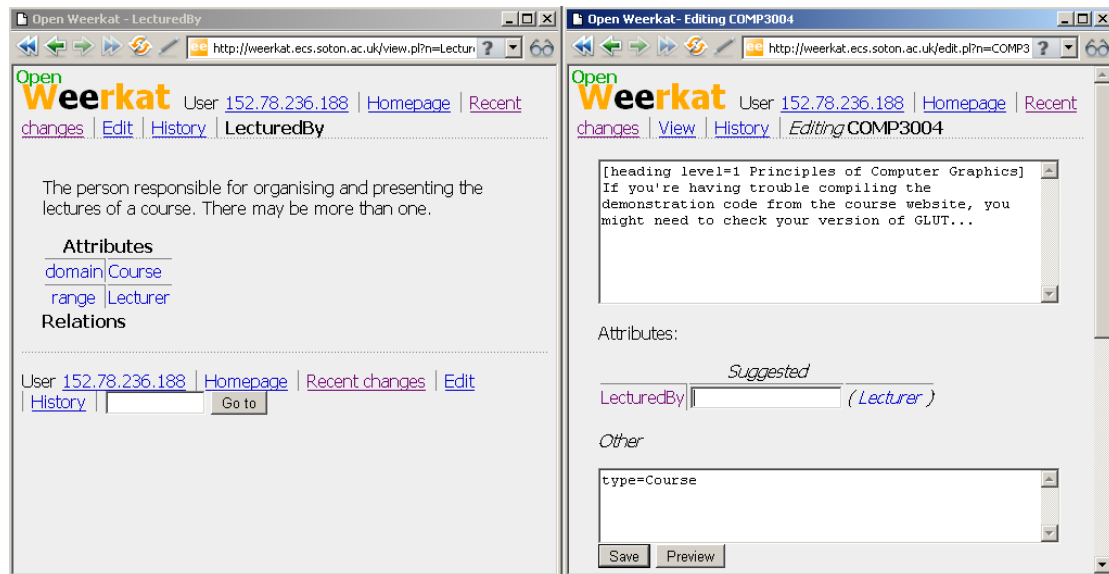 Open Weerkat - LecturedBy
http://weerkat.ecs.soton.ac.uk/view.pl?n=Lecture
Open
Weerkat User 152.78.236.188 | Homepage | Recent
changes | Edit | History | LecturedBy
The person responsible for organising and presenting the
lectures of a course. There may be more than one.
Attributes
domain Course
range Lecturer
Relations
User 152.78.236.188 | Homepage | Recent changes | Edit
| History | Go to
Open Weerkat- Editing COMP3004
http://weerkat.ecs.soton.ac.uk/edit.pl?n=COMP3
Open
Weerkat User 152.78.236.188 | Homepage | Recent
changes | View | History | Editing COMP3004
[heading level=1 Principles of Computer Graphics]
If you're having trouble compiling the
demonstration code from the course website, you
might need to check your version of GLUT...
Attributes:
Suggested
LecturedBy ( Lecturer )
Other
type=Course
Save Preview